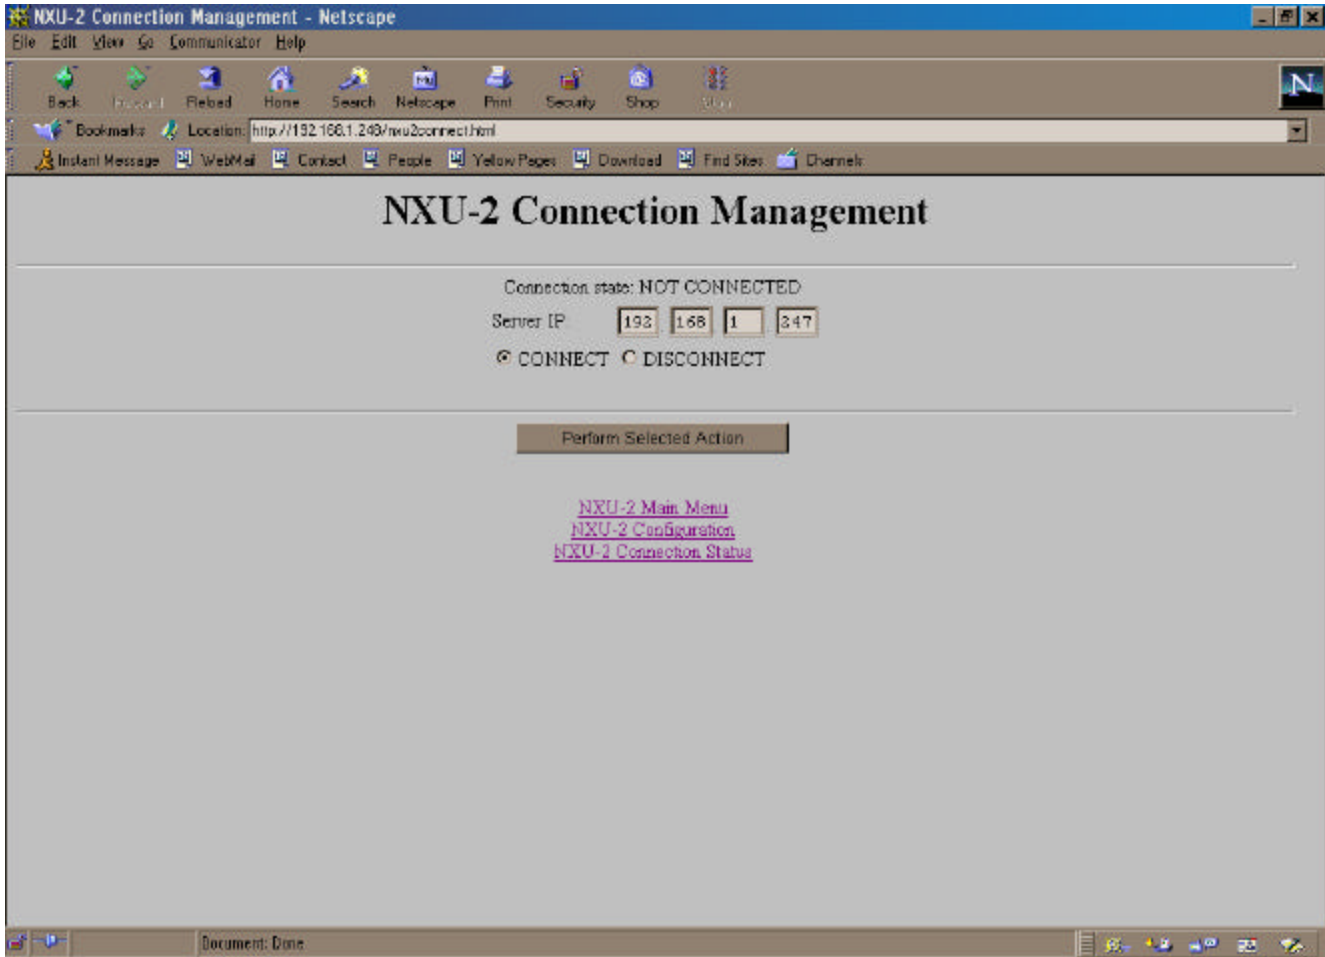 NXU-2 Connection Management - Netscape
File Edit View Go Communicator Help
Back Forward Reload Home Search Netscape Print Security Shop Stop
N
Bookmarks Location: http://192.168.1.248/nxu2connect.html
Instant Message WebMail Contact People Yellow Pages Download Find Sites Channels
NXU-2 Connection Management
Connection state: NOT CONNECTED
Server IP: 192 . 168 . 1 . 247
CONNECT DISCONNECT
Perform Selected Action
NXU-2 Main Menu
NXU-2 Configuration
NXU-2 Connection Status
Document: Done